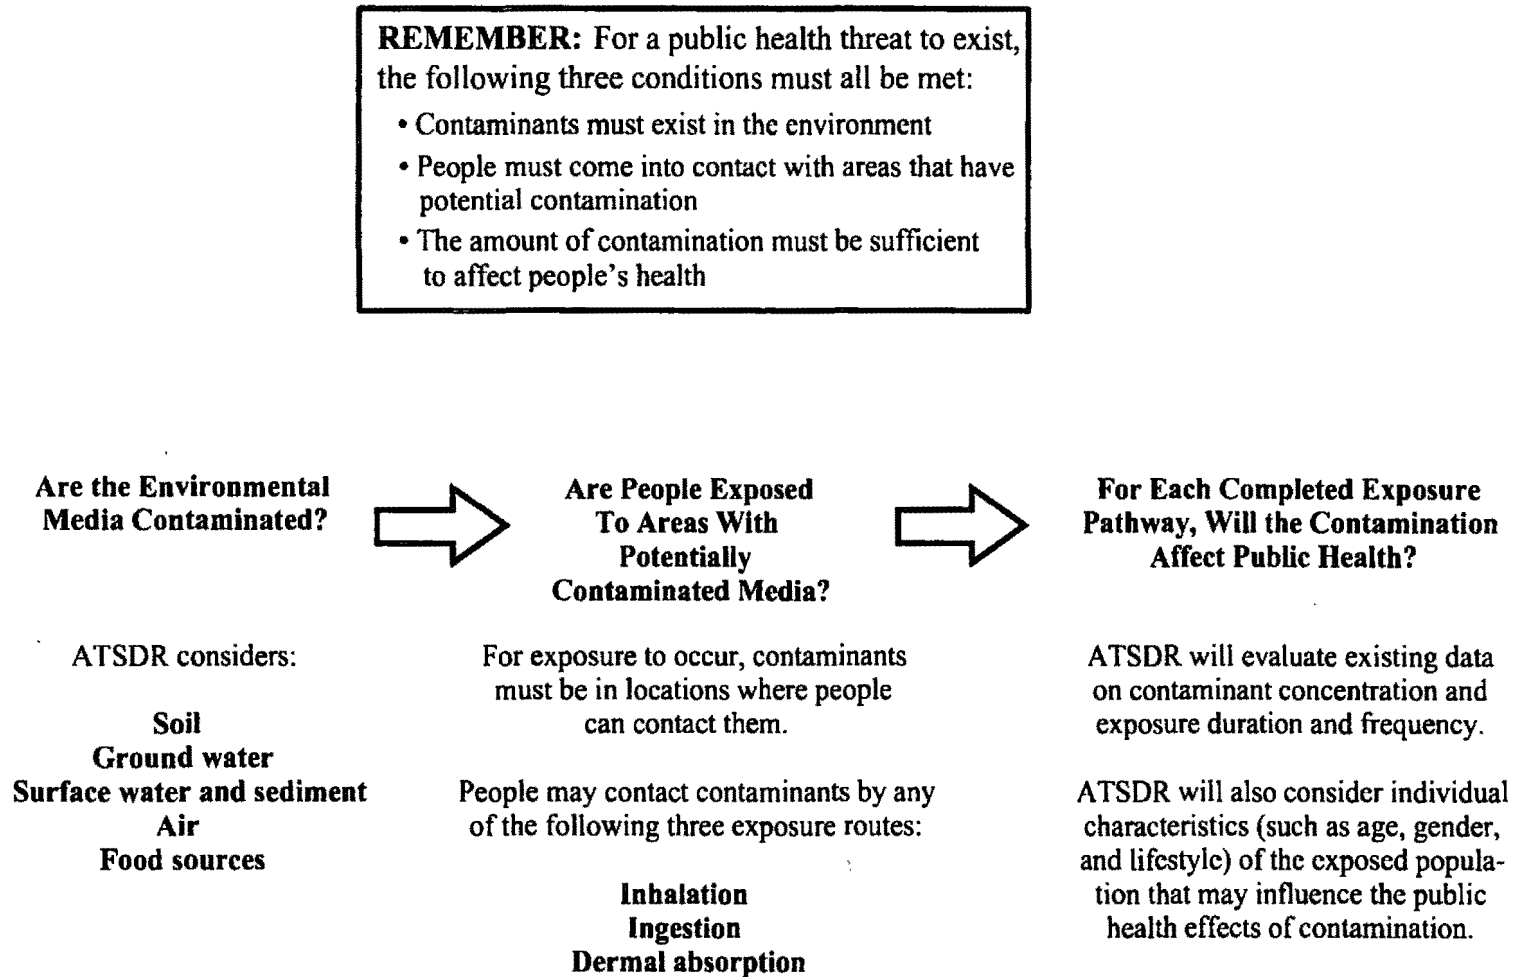 REMEMBER: For a public health threat to exist,
the following three conditions must all be met:
• Contaminants must exist in the environment
• People must come into contact with areas that have
potential contamination
• The amount of contamination must be sufficient
to affect people's health
Are the Environmental
Media Contaminated?
ATSDR considers:
Soil
Ground water
Surface water and sediment
Air
Food sources
Are People Exposed
To Areas With
Potentially
Contaminated Media?
For exposure to occur, contaminants
must be in locations where people
can contact them.
People may contact contaminants by any
of the following three exposure routes:
Inhalation
Ingestion
Dermal absorption
For Each Completed Exposure
Pathway, Will the Contamination
Affect Public Health?
ATSDR will evaluate existing data
on contaminant concentration and
exposure duration and frequency.
ATSDR will also consider individual
characteristics (such as age, gender,
and lifestyle) of the exposed popula-
tion that may influence the public
health effects of contamination.